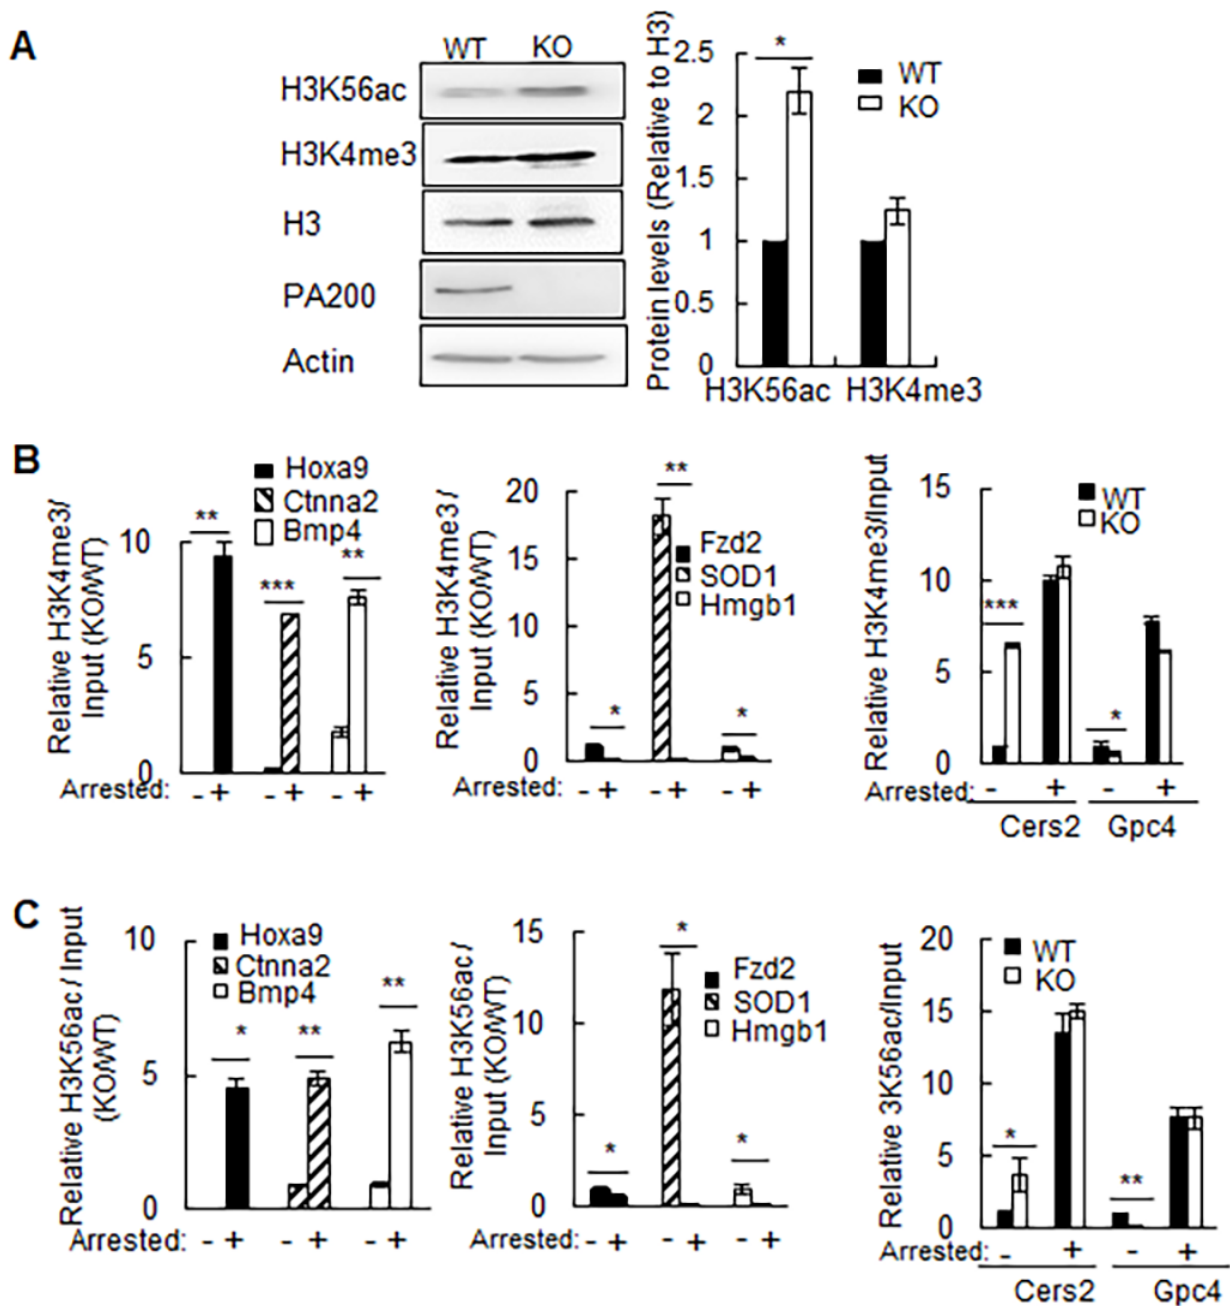 A
WT KO
H3K56ac
H3K4me3
H3
PA200
Actin
Protein levels (Relative to H3)
2.5
2
1.5
1
0.5
0
*
WT
KO
H3K56ac H3K4me3
B
Relative H3K4me3/
Input (KO/WT)
10
5
0
Hoxa9
Ctnna2
Bmp4
**
***
**
Arrested: - + - + - +
Relative H3K4me3/
Input (KO/WT)
20
15
10
5
0
**
Fzd2
SOD1
Hmgb1
*
*
Arrested: - + - + - +
Relative H3K4me3/Input
15
10
5
0
WT
KO
***
*
Arrested: - + - +
Cers2 Gpc4
C
Relative H3K56ac/ Input
(KO/WT)
10
5
0
Hoxa9
Ctnna2
Bmp4
*
**
**
Arrested: - + - + - +
Relative H3K56ac/
Input (KO/WT)
15
10
5
0
*
Fzd2
SOD1
Hmgb1
*
*
Arrested: - + - + - +
Relative 3K56ac/Input
20
15
10
5
0
WT
KO
*
**
Arrested: - + - +
Cers2 Gpc4